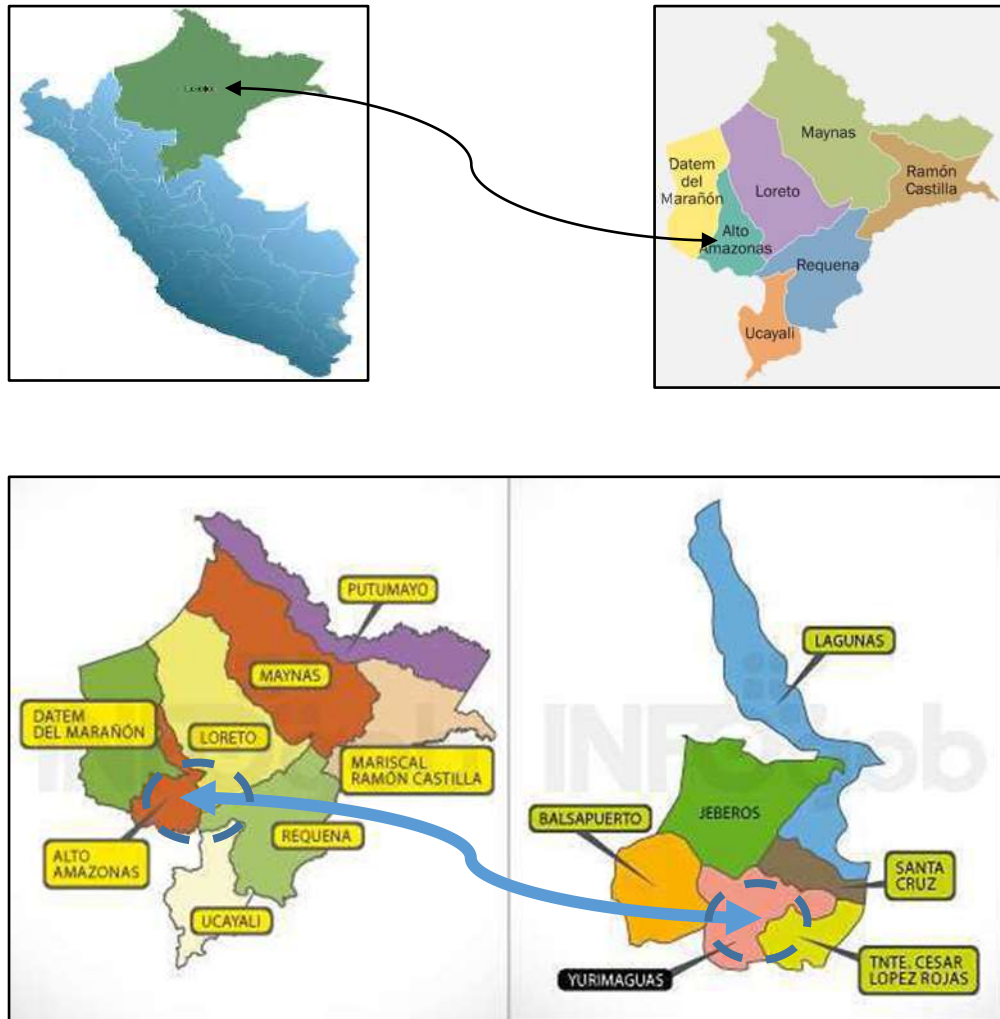 Loreto
Maynas
Datem
del
Marañón
Ramón
Castilla
Loreto
Alto
Amazonas
Requena
Ucayali
PUTUMAYO
MAYNAS
DATEM
DEL MARAÑÓN
LORETO
MARISCAL
RAMÓN CASTILLA
REQUENA
ALTO
AMAZONAS
UCAYALI
LAGUNAS
JEBEROS
BALSAPUERTO
SANTA
CRUZ
YURIMAGUAS
TNTE. CESAR
LOPEZ ROJAS